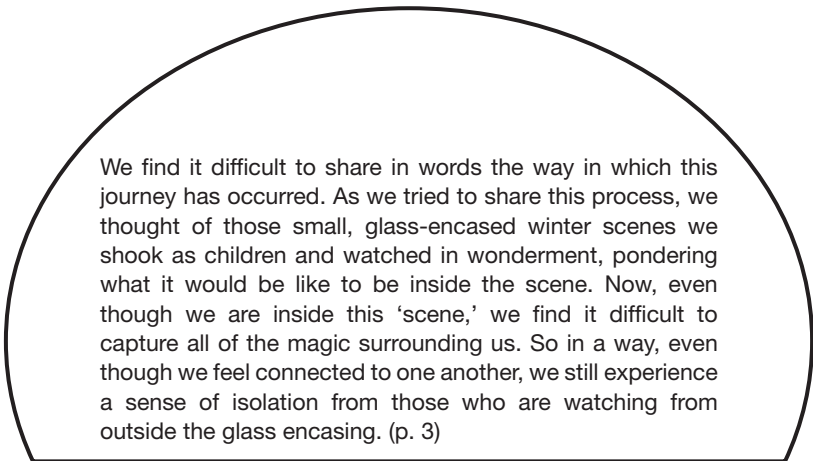 We find it difficult to share in words the way in which this
journey has occurred. As we tried to share this process, we
thought of those small, glass-encased winter scenes we
shook as children and watched in wonderment, pondering
what it would be like to be inside the scene. Now, even
though we are inside this ‘scene,’ we find it difficult to
capture all of the magic surrounding us. So in a way, even
though we feel connected to one another, we still experience
a sense of isolation from those who are watching from
outside the glass encasing. (p. 3)